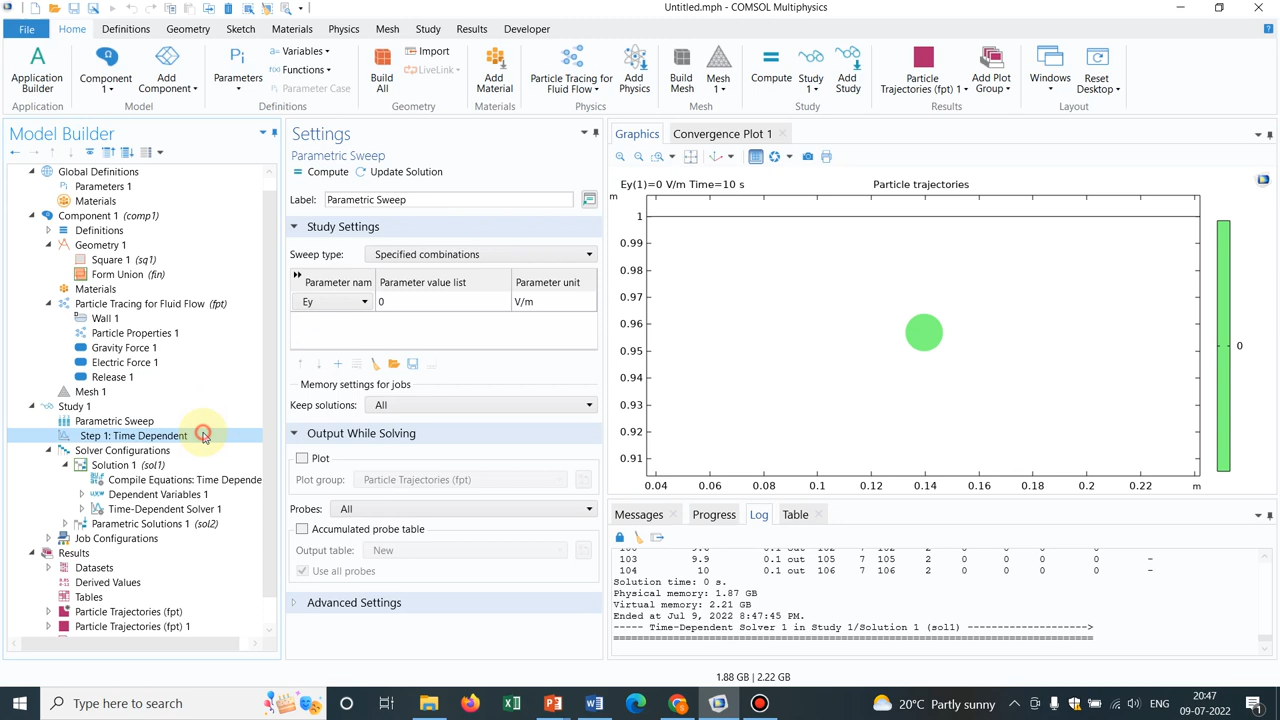 Untitled.mph - COMSOL Multiphysics
File Home Definitions Geometry Sketch Materials Physics Mesh Study Results Developer
Application Builder
Application
Component 1
Add Component
Model
Parameters 1
Variables
Functions
Parameter Case
Definitions
Build All
Import
LiveLink
Geometry
Add Material
Materials
Particle Tracing for Fluid Flow
Add Physics
Physics
Build Mesh
Mesh 1
Mesh
Compute
Study 1
Add Study
Study
Particle Trajectories (fpt) 1
Add Plot Group
Results
Windows
Reset Desktop
Layout
Model Builder
Global Definitions
Parameters 1
Materials
Component 1 (comp1)
Definitions
Geometry 1
Square 1 (sq1)
Form Union (fin)
Materials
Particle Tracing for Fluid Flow (fpt)
Wall 1
Particle Properties 1
Gravity Force 1
Electric Force 1
Release 1
Mesh 1
Study 1
Parametric Sweep
Step 1: Time Dependent
Solver Configurations
Solution 1 (sol1)
Compile Equations: Time Depende
Dependent Variables 1
Time-Dependent Solver 1
Parametric Solutions 1 (sol2)
Job Configurations
Results
Datasets
Derived Values
Tables
Particle Trajectories (fpt)
Particle Trajectories (fpt) 1
Settings
Parametric Sweep
Compute Update Solution
Label: Parametric Sweep
Study Settings
Sweep type: Specified combinations
Parameter nam Parameter value list Parameter unit
Ey 0 V/m
Memory settings for jobs
Keep solutions: All
Output While Solving
Plot
Plot group: Particle Trajectories (fpt)
Probes: All
Accumulated probe table
Output table: New
Use all probes
Advanced Settings
Graphics Convergence Plot 1
Ey(1)=0 V/m Time=10 s Particle trajectories
m
1
0.99
0.98
0.97
0.96
0.95
0.94
0.93
0.92
0.91
0.04 0.06 0.08 0.1 0.12 0.14 0.16 0.18 0.2 0.22 m
0
Messages Progress Log Table
103 9.9 0.1 out 105 7 105 2 0 0 0 0 -
104 10 0.1 out 106 7 106 2 0 0 0 0 -
Solution time: 0 s.
Physical memory: 1.87 GB
Virtual memory: 2.21 GB
Ended at Jul 9, 2022 8:47:45 PM.
----- Time-Dependent Solver 1 in Study 1/Solution 1 (sol1) -------------------->
1.88 GB | 2.22 GB
Type here to search
20°C Partly sunny
ENG
20:47
09-07-2022